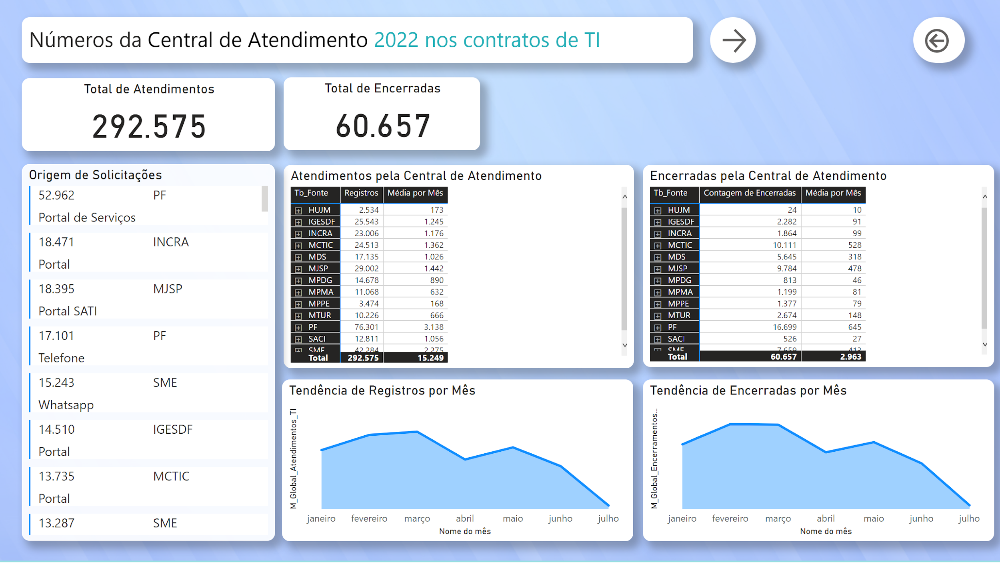 Números da Central de Atendimento 2022 nos contratos de TI
Total de Atendimentos
292.575
Total de Encerradas
60.657
Origem de Solicitações
52.962 PF
Portal de Serviços
18.471 INCRA
Portal
18.395 MJSP
Portal SATI
17.101 PF
Telefone
15.243 SME
Whatsapp
14.510 IGESDF
Portal
13.735 MCTIC
Portal
13.287 SME
Atendimentos pela Central de Atendimento
Tb_Fonte Registros Média por Mês
HUJM 2.534 173
IGESDF 25.543 1.245
INCRA 23.006 1.176
MCTIC 24.513 1.362
MDS 17.135 1.026
MJSP 29.002 1.442
MPDG 14.678 890
MPMA 11.068 632
MPPE 3.474 168
MTUR 10.226 666
PF 76.301 3.138
SACI 12.811 1.056
SME 42.284 2.275
Total 292.575 15.249
Encerradas pela Central de Atendimento
Tb_Fonte Contagem de Encerradas Média por Mês
HUJM 24 10
IGESDF 2.282 91
INCRA 1.864 99
MCTIC 10.111 528
MDS 5.645 318
MJSP 9.784 478
MPDG 813 46
MPMA 1.199 81
MPPE 1.377 79
MTUR 2.674 148
PF 16.699 645
SACI 526 27
SME 7.659 413
Total 60.657 2.963
Tendência de Registros por Mês
M_Global_Atendimentos_TI
janeiro fevereiro março abril maio junho julho
Nome do mês
Tendência de Encerradas por Mês
M_Global_Encerramentos...
janeiro fevereiro março abril maio junho julho
Nome do mês